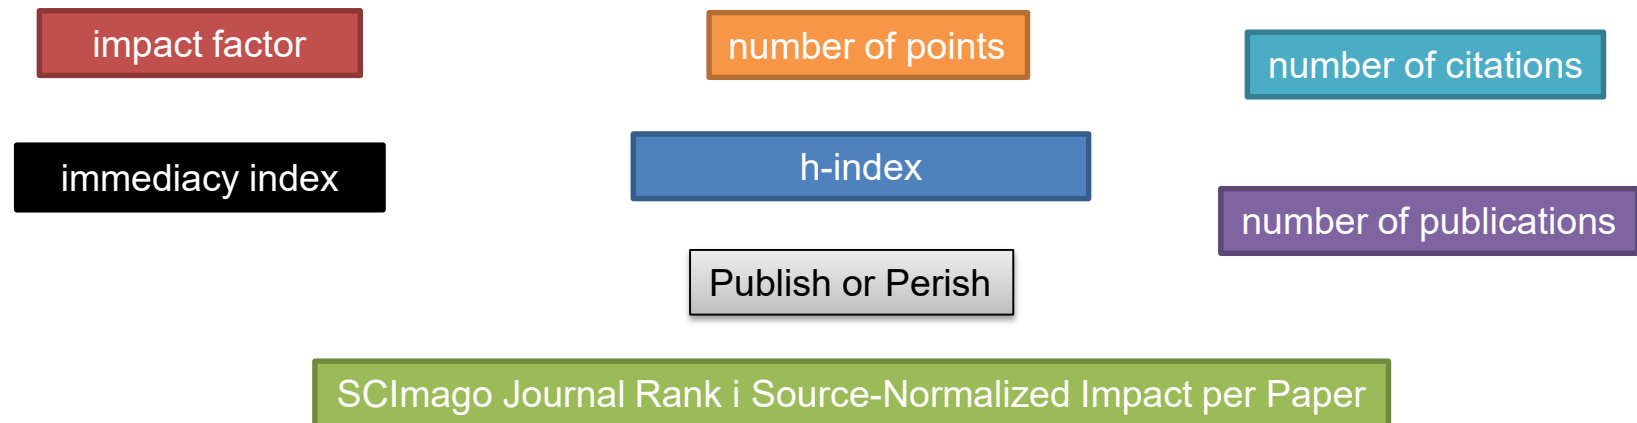 impact factor
number of points
number of citations
immediacy index
h-index
number of publications
Publish or Perish
SCImago Journal Rank i Source-Normalized Impact per Paper